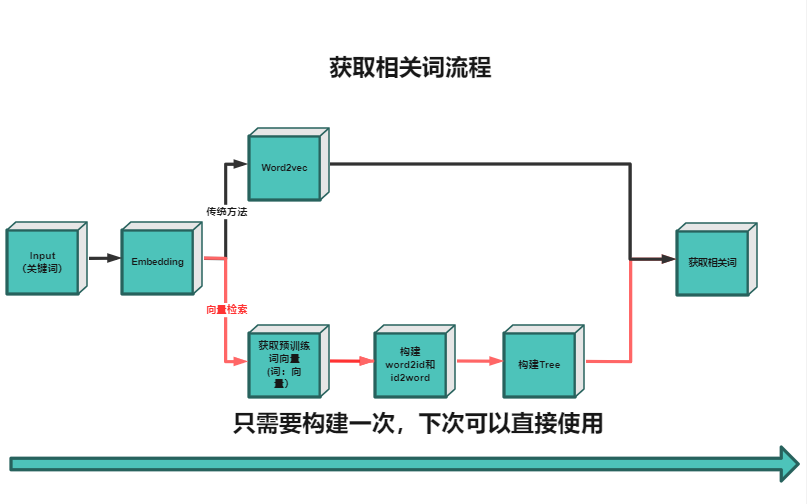 获取相关词流程
Word2vec
传统方法
Input
（关键词）
Embedding
获取相关词
向量检索
获取预训练
词向量
(词：向
量）
构建
word2id和
id2word
构建Tree
只需要构建一次，下次可以直接使用